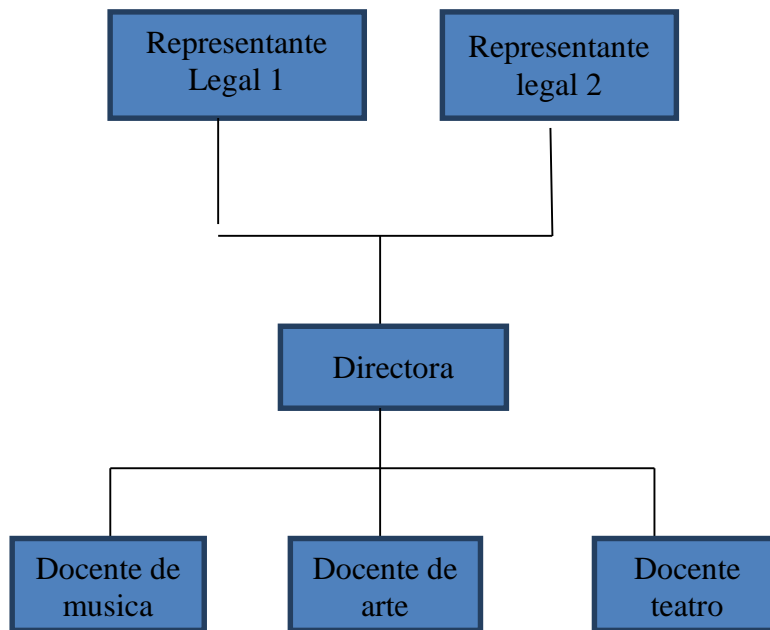 Representante
Legal 1
Representante
legal 2
Directora
Docente de
musica
Docente de
arte
Docente
teatro